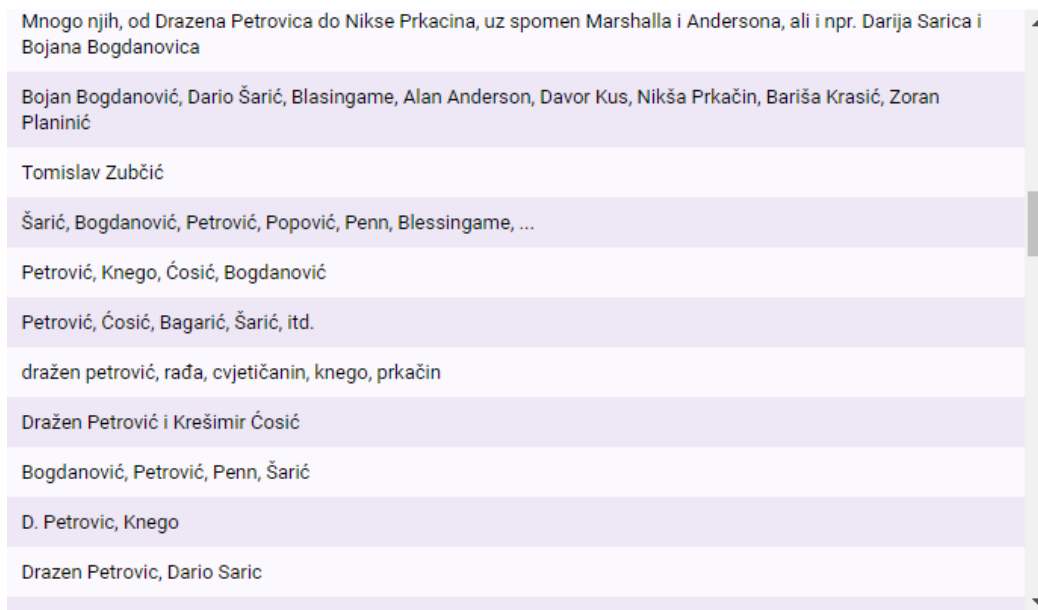 Mnogo njih, od Drazena Petrovica do Nikse Prkacina, uz spomen Marshalla i Andersona, ali i npr. Darija Sarica i
Bojana Bogdanovica
Bojan Bogdanović, Dario Šarić, Blasingame, Alan Anderson, Davor Kus, Nikša Prkačin, Bariša Krasić, Zoran
Planinić
Tomislav Zubčić
Šarić, Bogdanović, Petrović, Popović, Penn, Blessingame, ...
Petrović, Knego, Ćosić, Bogdanović
Petrović, Ćosić, Bagarić, Šarić, itd.
dražen petrović, rađa, cvjetičanin, knego, prkačin
Dražen Petrović i Krešimir Ćosić
Bogdanović, Petrović, Penn, Šarić
D. Petrovic, Knego
Drazen Petrovic, Dario Saric